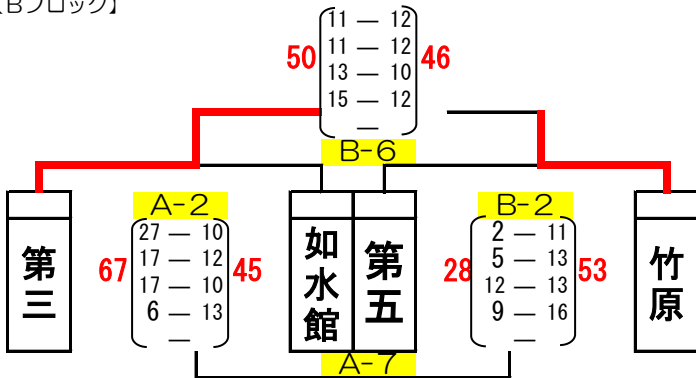 【Bブロック】
11 — 12
11 — 12
50 13 — 10 46
15 — 12
—
B-6
A-2
27 — 10
17 — 12
67 17 — 10 45
6 — 13
—
B-2
2 — 11
5 — 13
28 12 — 13 53
9 — 16
—
第三
如水館
第五
竹原
A-7